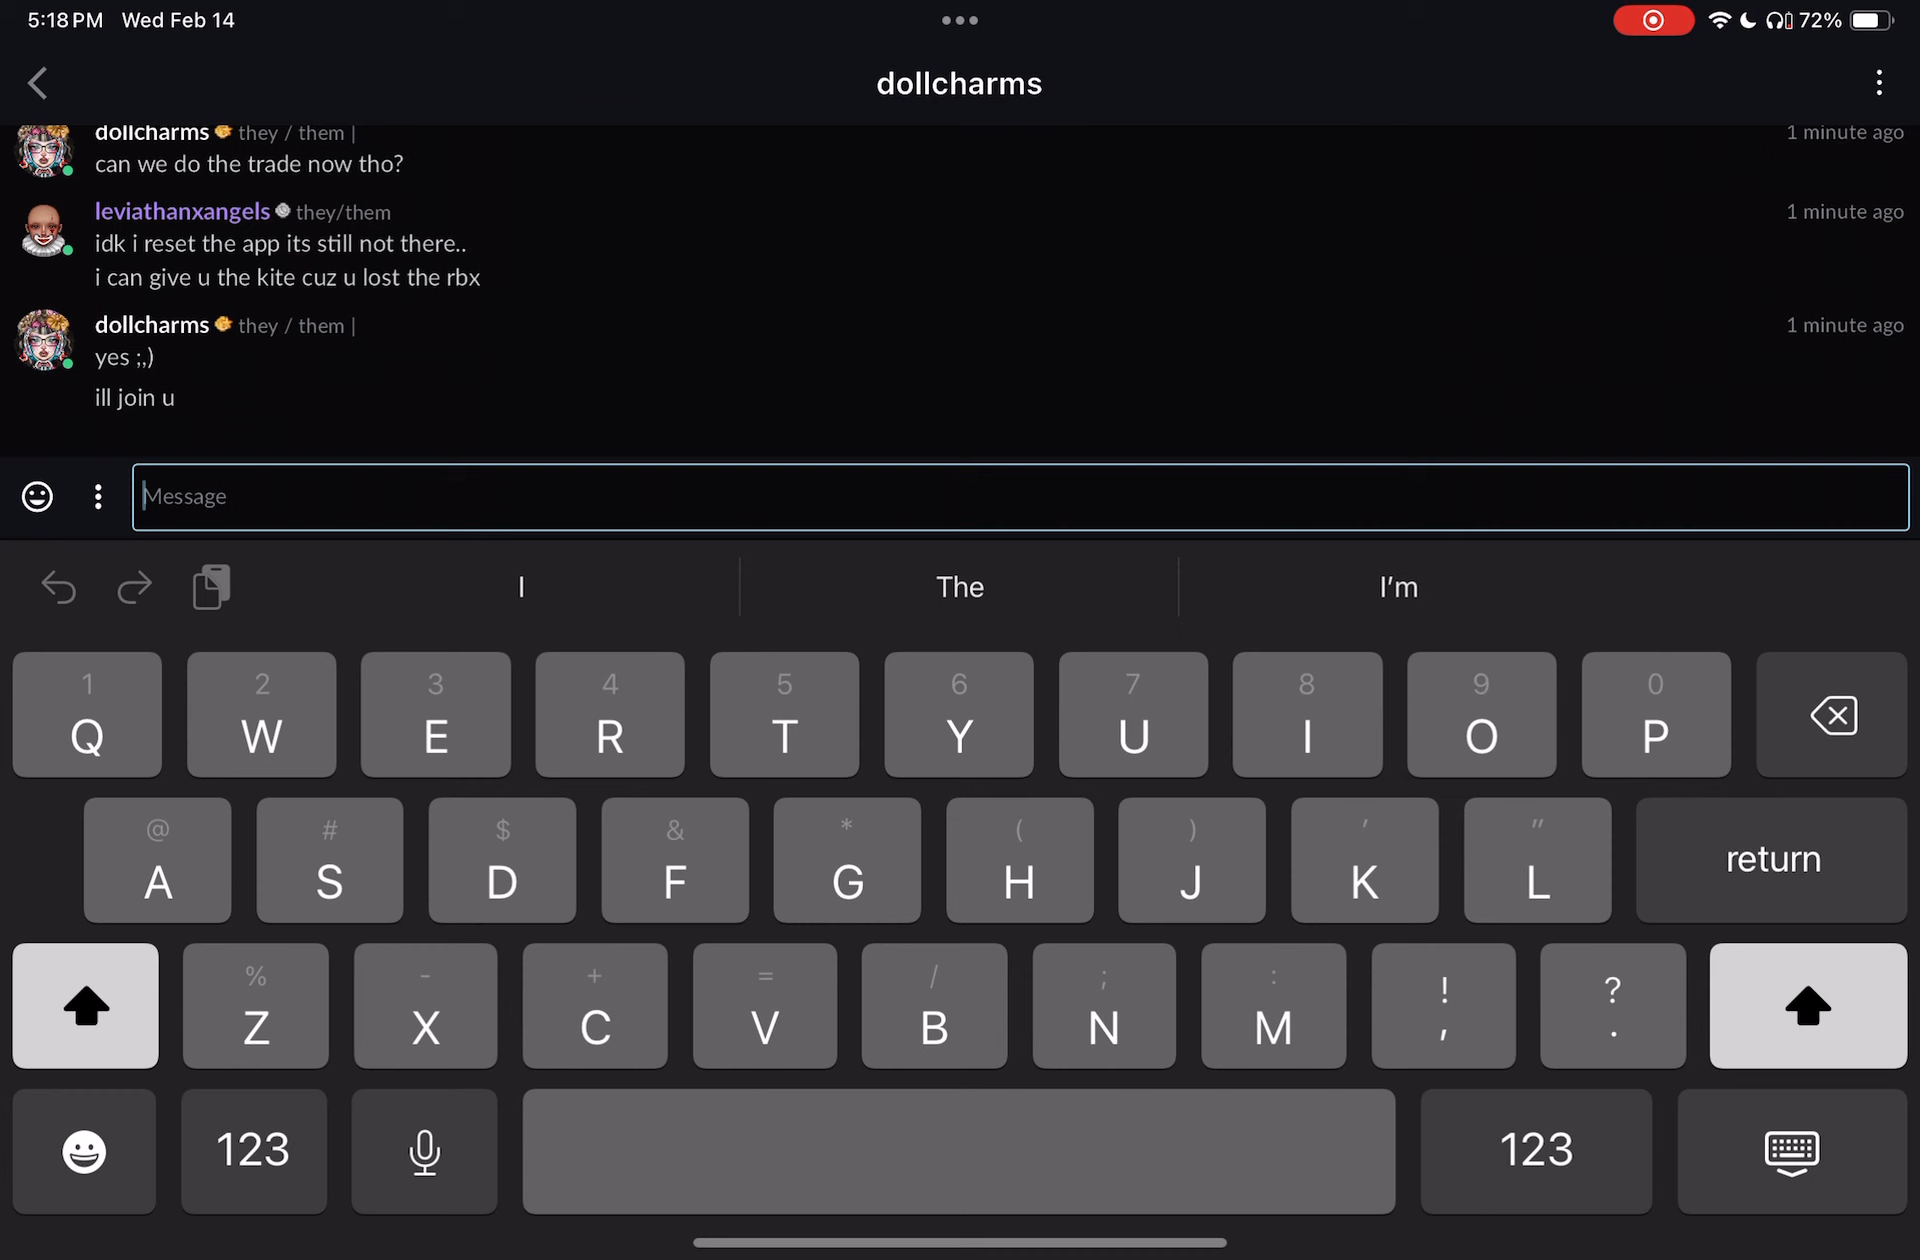 5:18 PM Wed Feb 14
72%
dollcharms
dollcharms they / them |
1 minute ago
can we do the trade now tho?
leviathanxangels they/them
1 minute ago
idk i reset the app its still not there..
i can give u the kite cuz u lost the rbx
dollcharms they / them |
1 minute ago
yes ;,)
ill join u
Message
I The I'm
1 2 3 4 5 6 7 8 9 0
Q W E R T Y U I O P
@ # $ & * ( ) ' "
A S D F G H J K L return
% - + = / ; : ! ?
Z X C V B N M , .
123 123